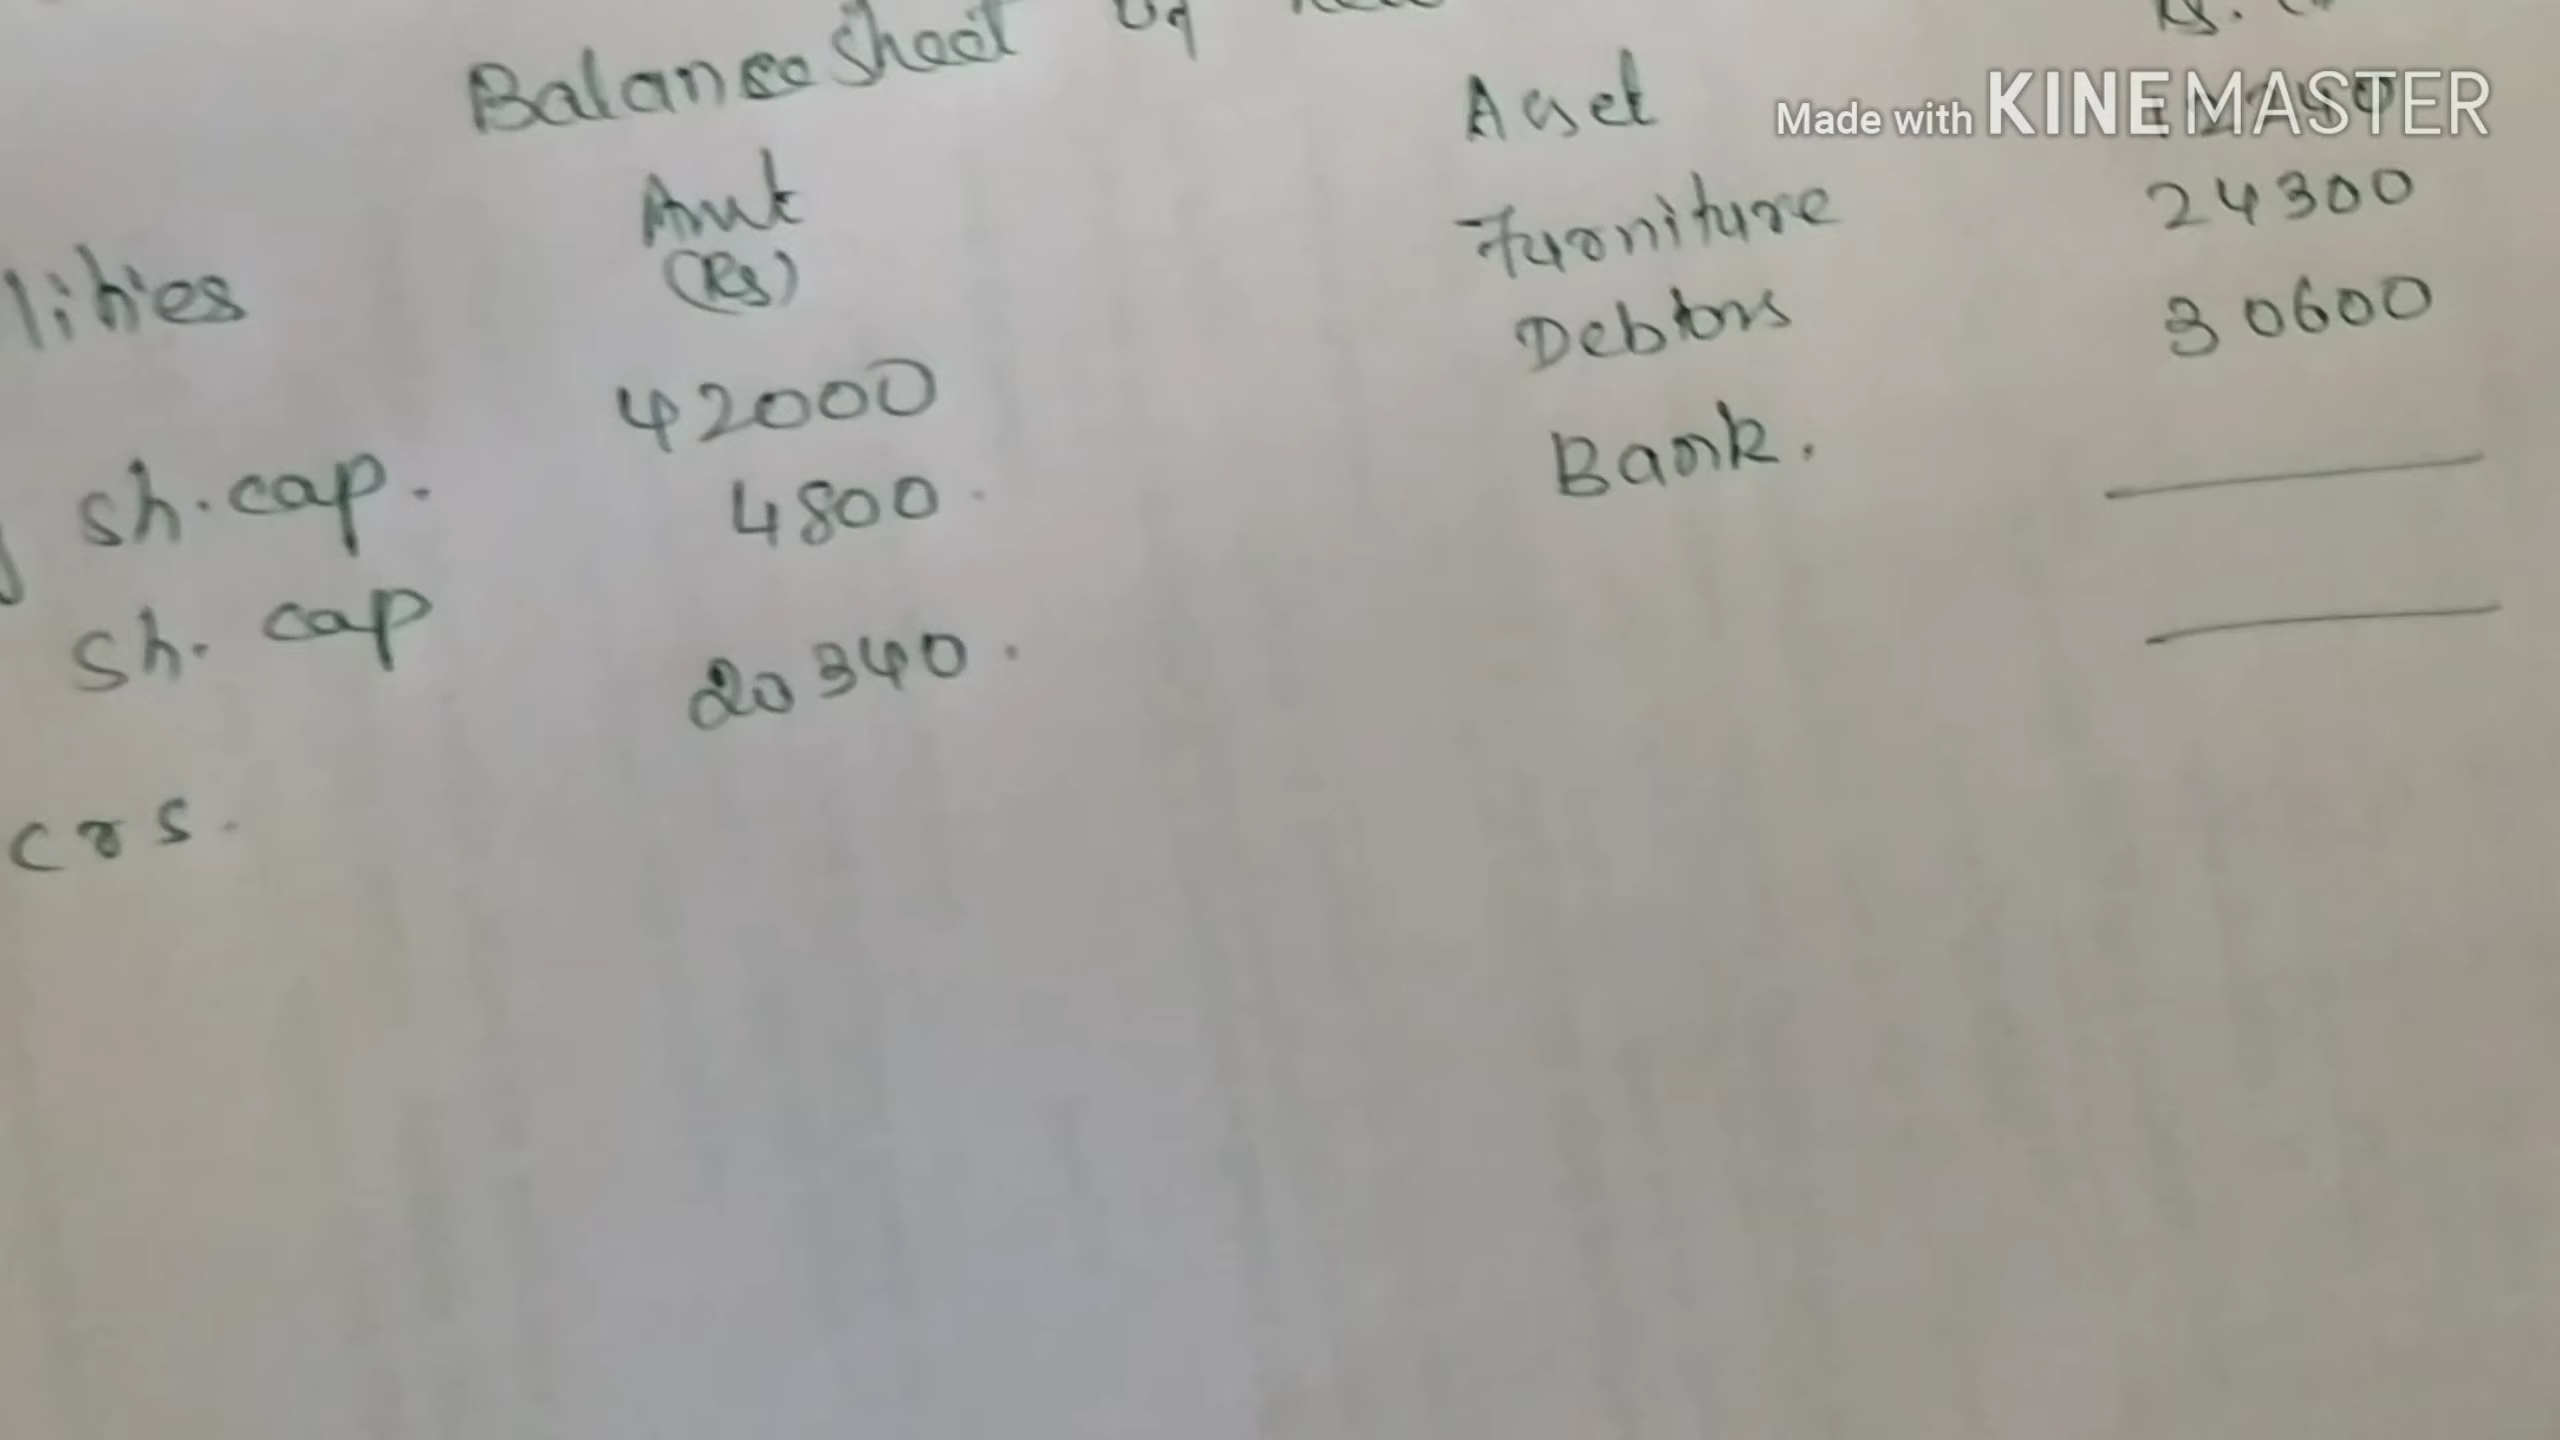 Balance sheet of
Asset
Made with KINEMASTER
Amt
(Rs)
Furniture 24300
lities
Debtors 30600
42000
Bank.
sh. cap. 4800.
sh. cap 20340.
crs.